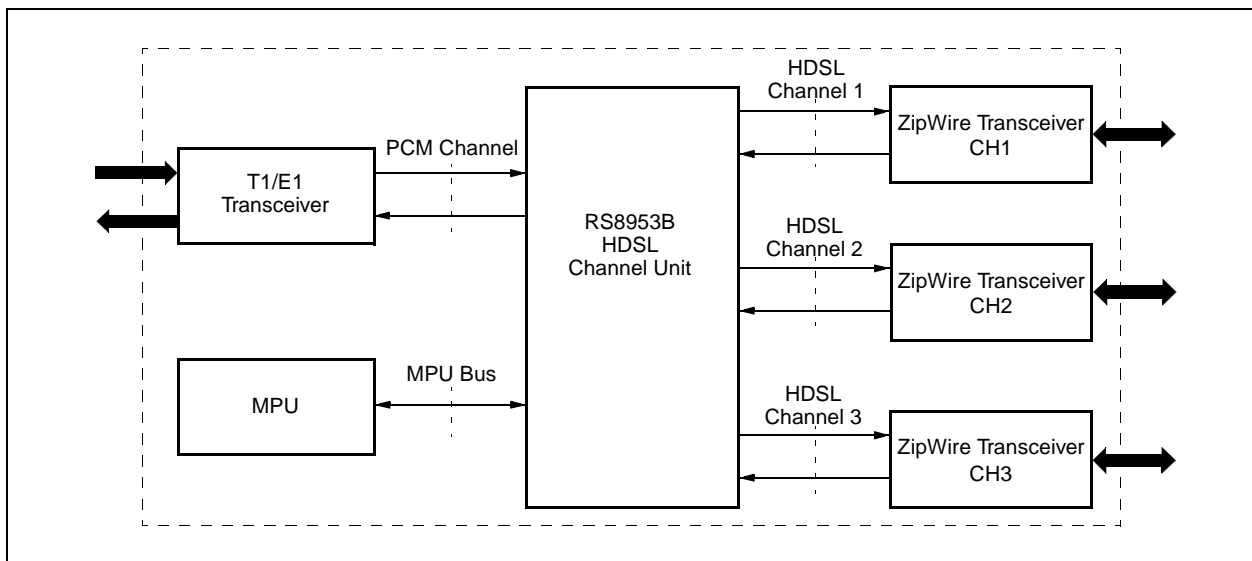 T1/E1
Transceiver
PCM Channel
MPU
MPU Bus
RS8953B
HDSL
Channel Unit
HDSL
Channel 1
ZipWire Transceiver
CH1
HDSL
Channel 2
ZipWire Transceiver
CH2
HDSL
Channel 3
ZipWire Transceiver
CH3